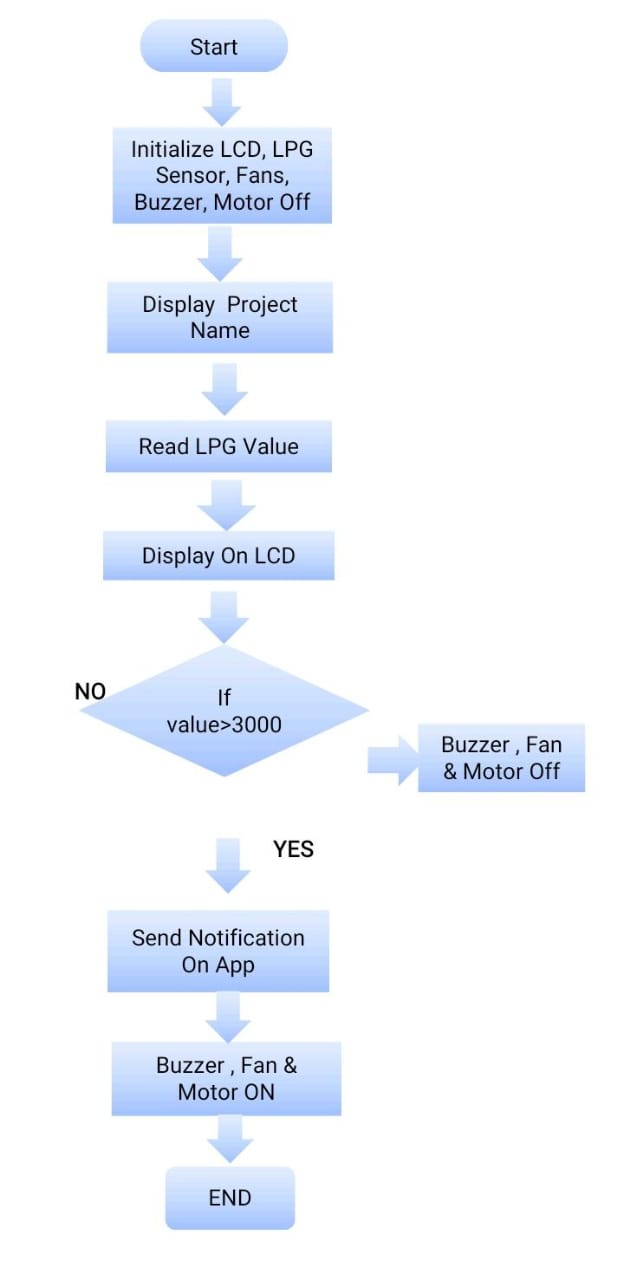 Start
Initialize LCD, LPG
Sensor, Fans,
Buzzer, Motor Off
Display  Project
Name
Read LPG Value
Display On LCD
NO
If
value>3000
Buzzer , Fan
& Motor Off
YES
Send Notification
On App
Buzzer , Fan &
Motor ON
END